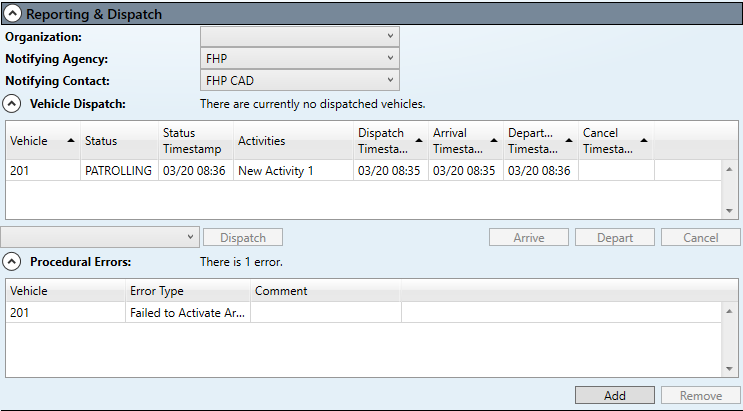 Reporting & Dispatch
Organization:
Notifying Agency: FHP
Notifying Contact: FHP CAD
Vehicle Dispatch: There are currently no dispatched vehicles.
Vehicle Status Status Timestamp Activities Dispatch Timesta... Arrival Timesta... Depart... Timesta... Cancel Timesta...
201 PATROLLING 03/20 08:36 New Activity 1 03/20 08:35 03/20 08:35 03/20 08:36
Dispatch Arrive Depart Cancel
Procedural Errors: There is 1 error.
Vehicle Error Type Comment
201 Failed to Activate Ar...
Add Remove